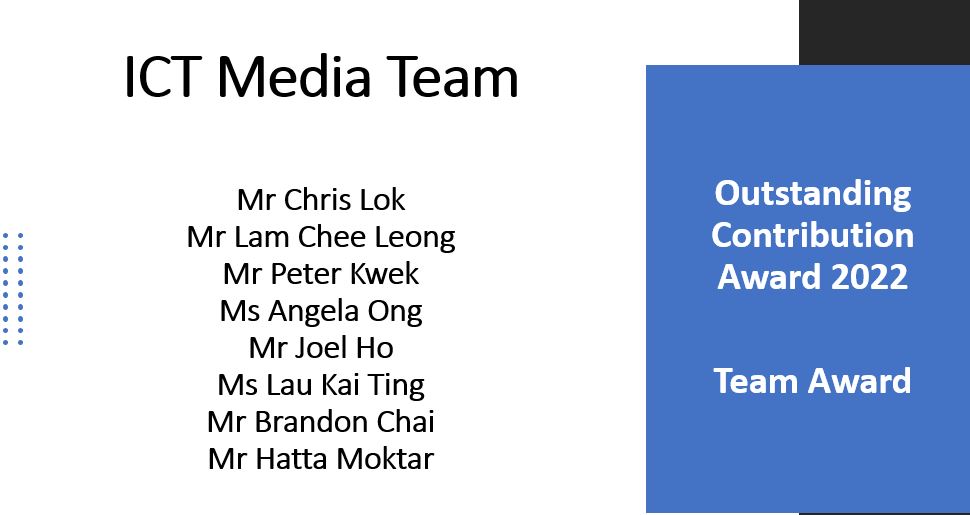 ICT Media Team
Mr Chris Lok
Mr Lam Chee Leong
Mr Peter Kwek
Ms Angela Ong
Mr Joel Ho
Ms Lau Kai Ting
Mr Brandon Chai
Mr Hatta Moktar
Outstanding
Contribution
Award 2022
Team Award